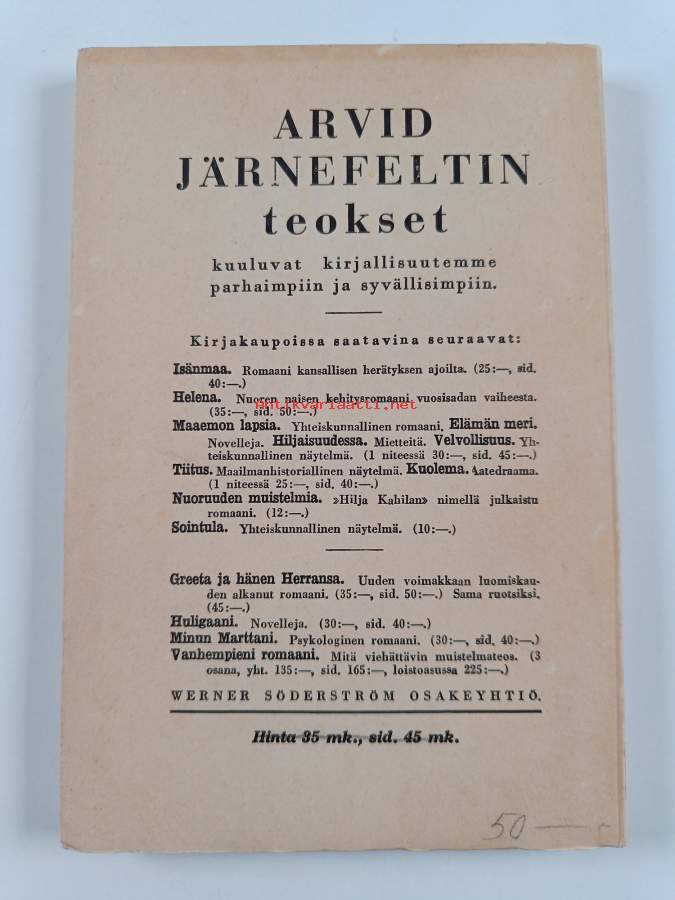 ARVID
JÄRNEFELTIN
teokset
kuuluvat kirjallisuutemme
parhaimpiin ja syvällisimpiin.
Kirjakaupoissa saatavina seuraavat:
Isänmaa. Romaani kansallisen herätyksen ajoilta. (25:—, sid.
40:—.)
Helena. Nuoren naisen kehitysromaani vuosisadan vaiheesta.
(35:—, sid. 50:—.)
antikvariaatti.net
Maaemon lapsia. Yhteiskunnallinen romaani. Elämän meri.
Novelleja. Hiljaisuudessa. Mietteitä. Velvollisuus. Yh-
teiskunnallinen näytelmä. (1 niteessä 30:—, sid. 45:—.)
Tiitus. Maailmanhistoriallinen näytelmä. Kuolema. Aatedraama.
(1 niteessä 25:—, sid. 40:—.)
Nuoruuden muistelmia. »Hilja Kahilan» nimellä julkaistu
romaani. (12:—.)
Sointula. Yhteiskunnallinen näytelmä. (10:—.)
Greeta ja hänen Herransa. Uuden voimakkaan luomiskau-
den alkanut romaani. (35:—, sid. 50:—.) Sama ruotsiksi.
(45:—.)
Huligaani. Novelleja. (30:—, sid. 40:—.)
Minun Marttani. Psykologinen romaani. (30:—, sid. 40:—.)
Vanhempieni romaani. Mitä viehättävin muistelmateos. (3
osana, yht. 135:—, sid. 165:—, loistoasussa 225:—.)
WERNER SÖDERSTRÖM OSAKEYHTIÖ.
Hinta 35 mk., sid. 45 mk.
50 —